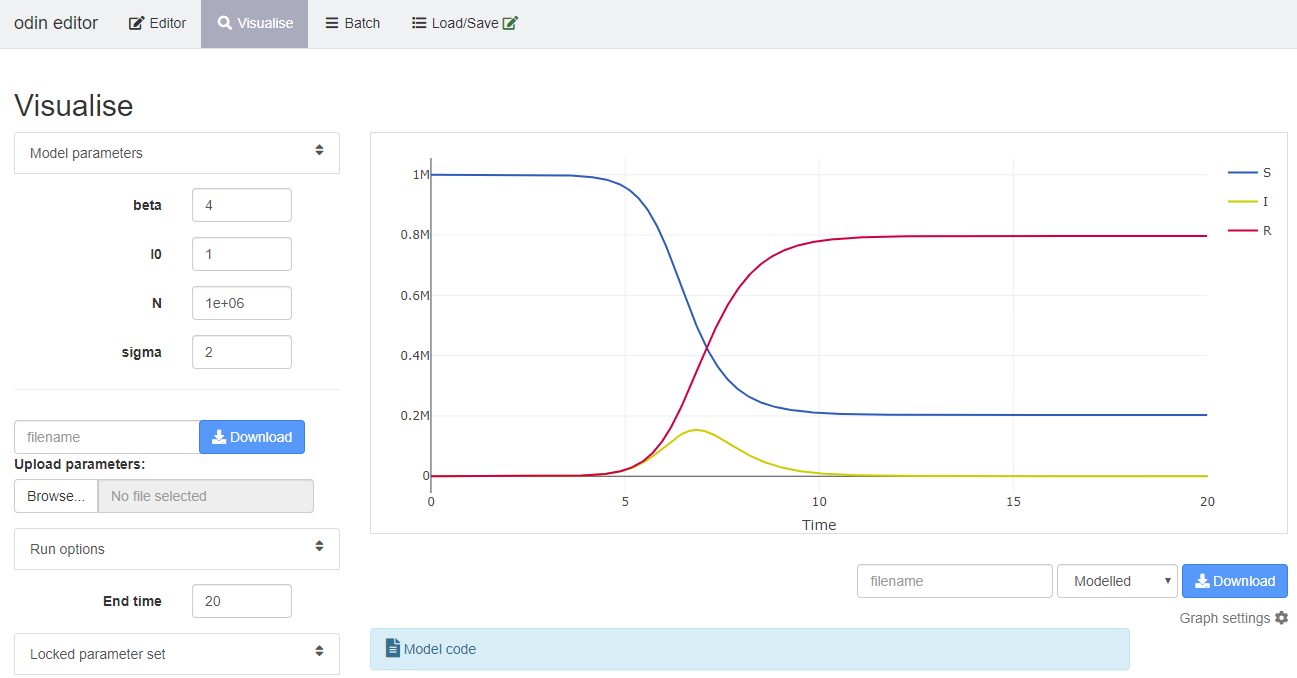 odin editor Editor Visualise Batch Load/Save
Visualise
Model parameters
beta 4
I0 1
N 1e+06
sigma 2
filename Download
Upload parameters:
Browse... No file selected
Run options
End time 20
Locked parameter set
1M
0.8M
0.6M
0.4M
0.2M
0
0 5 10 15 20
Time
S
I
R
filename Modelled Download
Graph settings
Model code